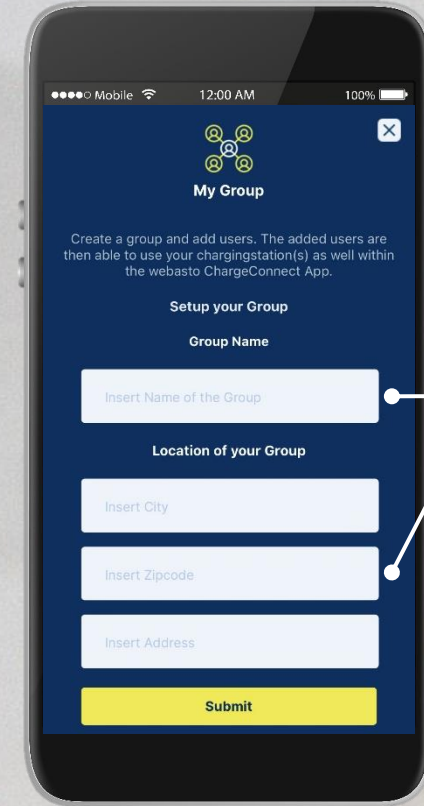 Mobile 12:00 AM 100%
My Group
Create a group and add users. The added users are
then able to use your chargingstation(s) as well within
the webasto ChargeConnect App.
Setup your Group
Group Name
Insert Name of the Group
Location of your Group
Insert City
Insert Zipcode
Insert Address
Submit